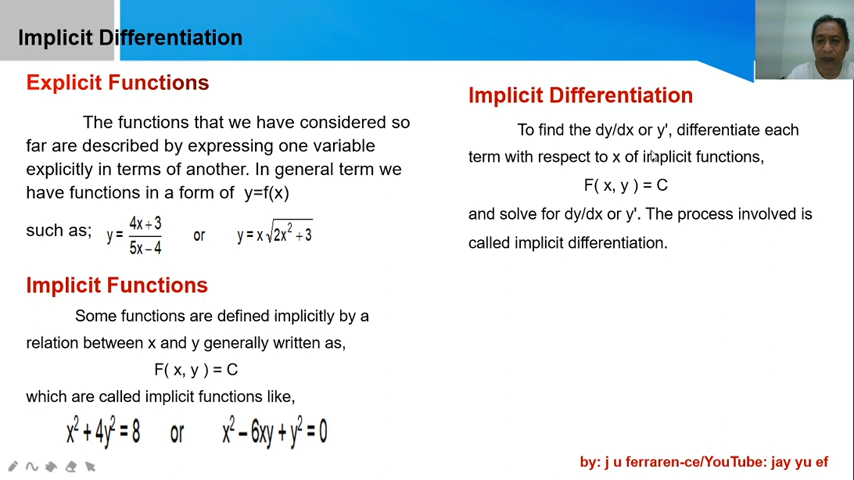 Implicit Differentiation
Explicit Functions
The functions that we have considered so
far are described by expressing one variable
explicitly in terms of another. In general term we
have functions in a form of y=f(x)
such as; y = (4x + 3)/(5x – 4) or y = x √(2x² + 3)
Implicit Functions
Some functions are defined implicitly by a
relation between x and y generally written as,
F( x, y ) = C
which are called implicit functions like,
x² + 4y² = 8 or x² – 6xy + y² = 0
Implicit Differentiation
To find the dy/dx or y', differentiate each
term with respect to x of implicit functions,
F( x, y ) = C
and solve for dy/dx or y'. The process involved is
called implicit differentiation.
by: j u ferraren-ce/YouTube: jay yu ef